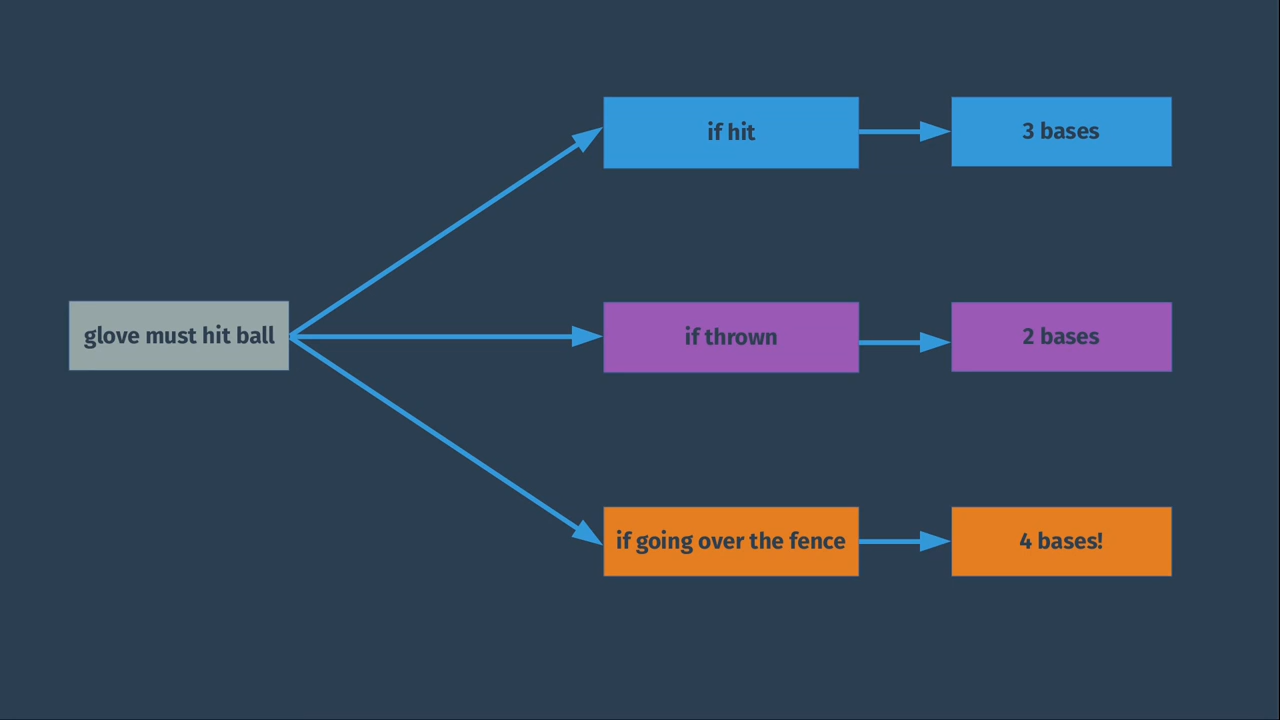 glove must hit ball
if hit
3 bases
if thrown
2 bases
if going over the fence
4 bases!